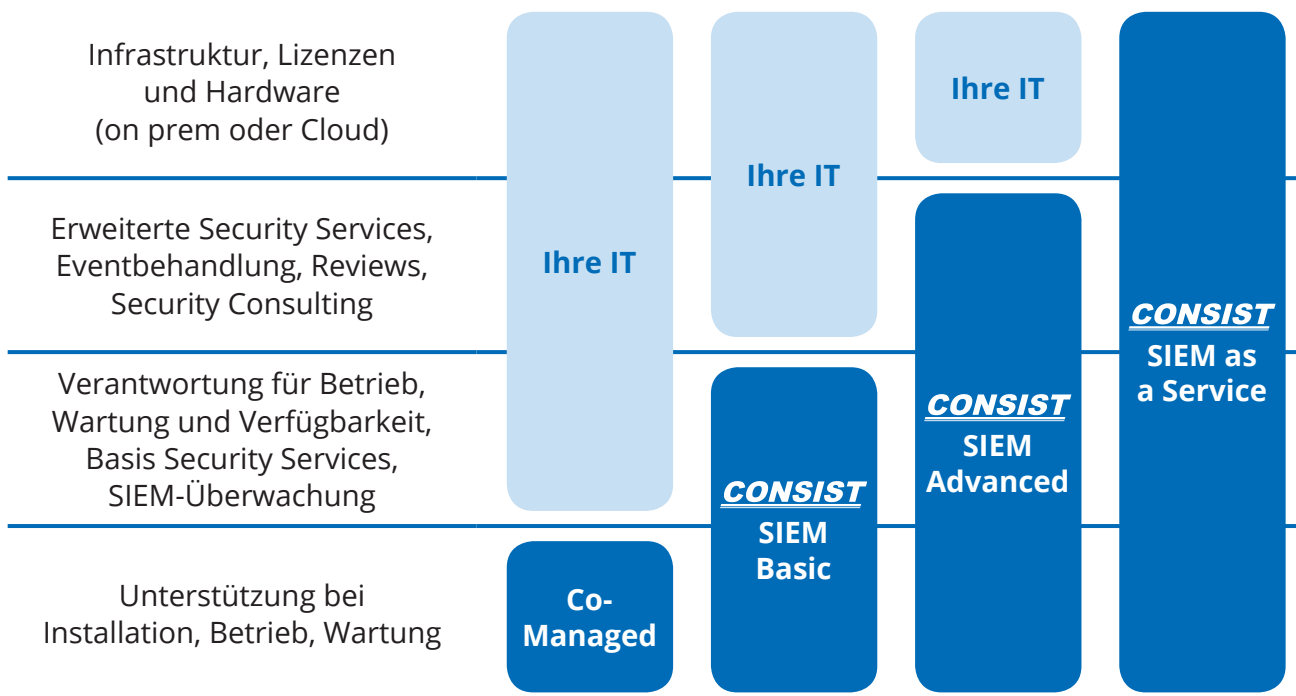 Infrastruktur, Lizenzen
und Hardware
(on prem oder Cloud)
Erweiterte Security Services,
Eventbehandlung, Reviews,
Security Consulting
Verantwortung für Betrieb,
Wartung und Verfügbarkeit,
Basis Security Services,
SIEM-Überwachung
Unterstützung bei
Installation, Betrieb, Wartung
Ihre IT
Co-
Managed
Ihre IT
CONSIST
SIEM
Basic
Ihre IT
CONSIST
SIEM
Advanced
CONSIST
SIEM as
a Service